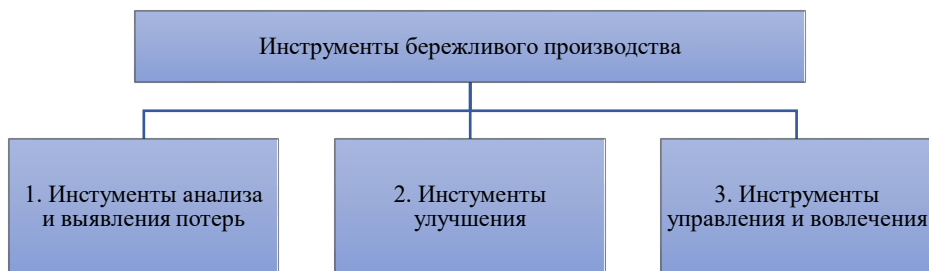 Инструменты бережливого производства
1. Инстументы анализа
и выявления потерь
2. Инстументы
улучшения
3. Инструменты
управления и вовлечения